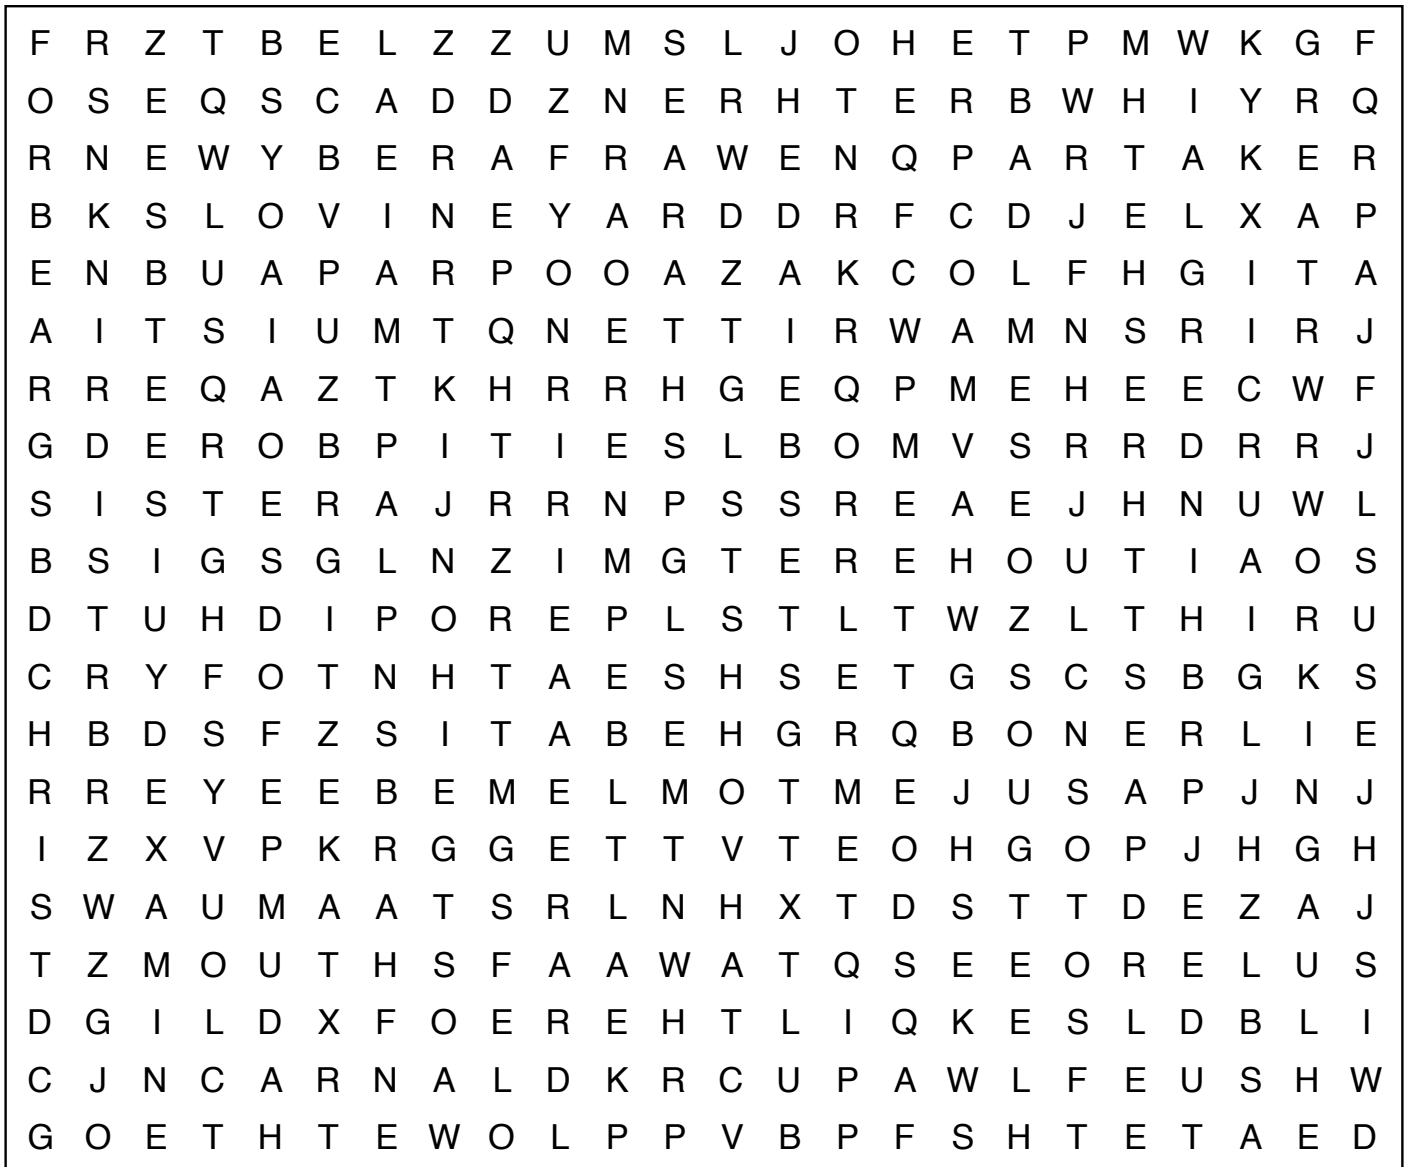 F R Z T B E L Z Z U M S L J O H E T P M W K G F
O S E Q S C A D D Z N E R H T E R B W H I Y R Q
R N E W Y B E R A F R A W E N Q P A R T A K E R
B K S L O V I N E Y A R D D R F C D J E L X A P
E N B U A P A R P O O A Z A K C O L F H G I T A
A I T S I U M T Q N E T T I R W A M N S R I R J
R R E Q A Z T K H R R H G E Q P M E H E E C W F
G D E R O B P I T I E S L B O M V S R R D R R J
S I S T E R A J R R N P S S R E A E J H N U W L
B S I G S G L N Z I M G T E R E H O U T I A O S
D T U H D I P O R E P L S T L T W Z L T H I R U
C R Y F O T N H T A E S H S E T G S C S B G K S
H B D S F Z S I T A B E H G R Q B O N E R L I E
R R E Y E E B E M E L M O T M E J U S A P J N J
I Z X V P K R G G E T T V T E O H G O P J H G H
S W A U M A A T S R L N H X T D S T T D E Z A J
T Z M O U T H S F A A W A T Q S E E O R E L U S
D G I L D X F O E R E H T L I Q K E S L D B L I
C J N C A R N A L D K R C U P A W L F E U S H W
G O E T H T E W O L P P V B P F S H T E T A E D